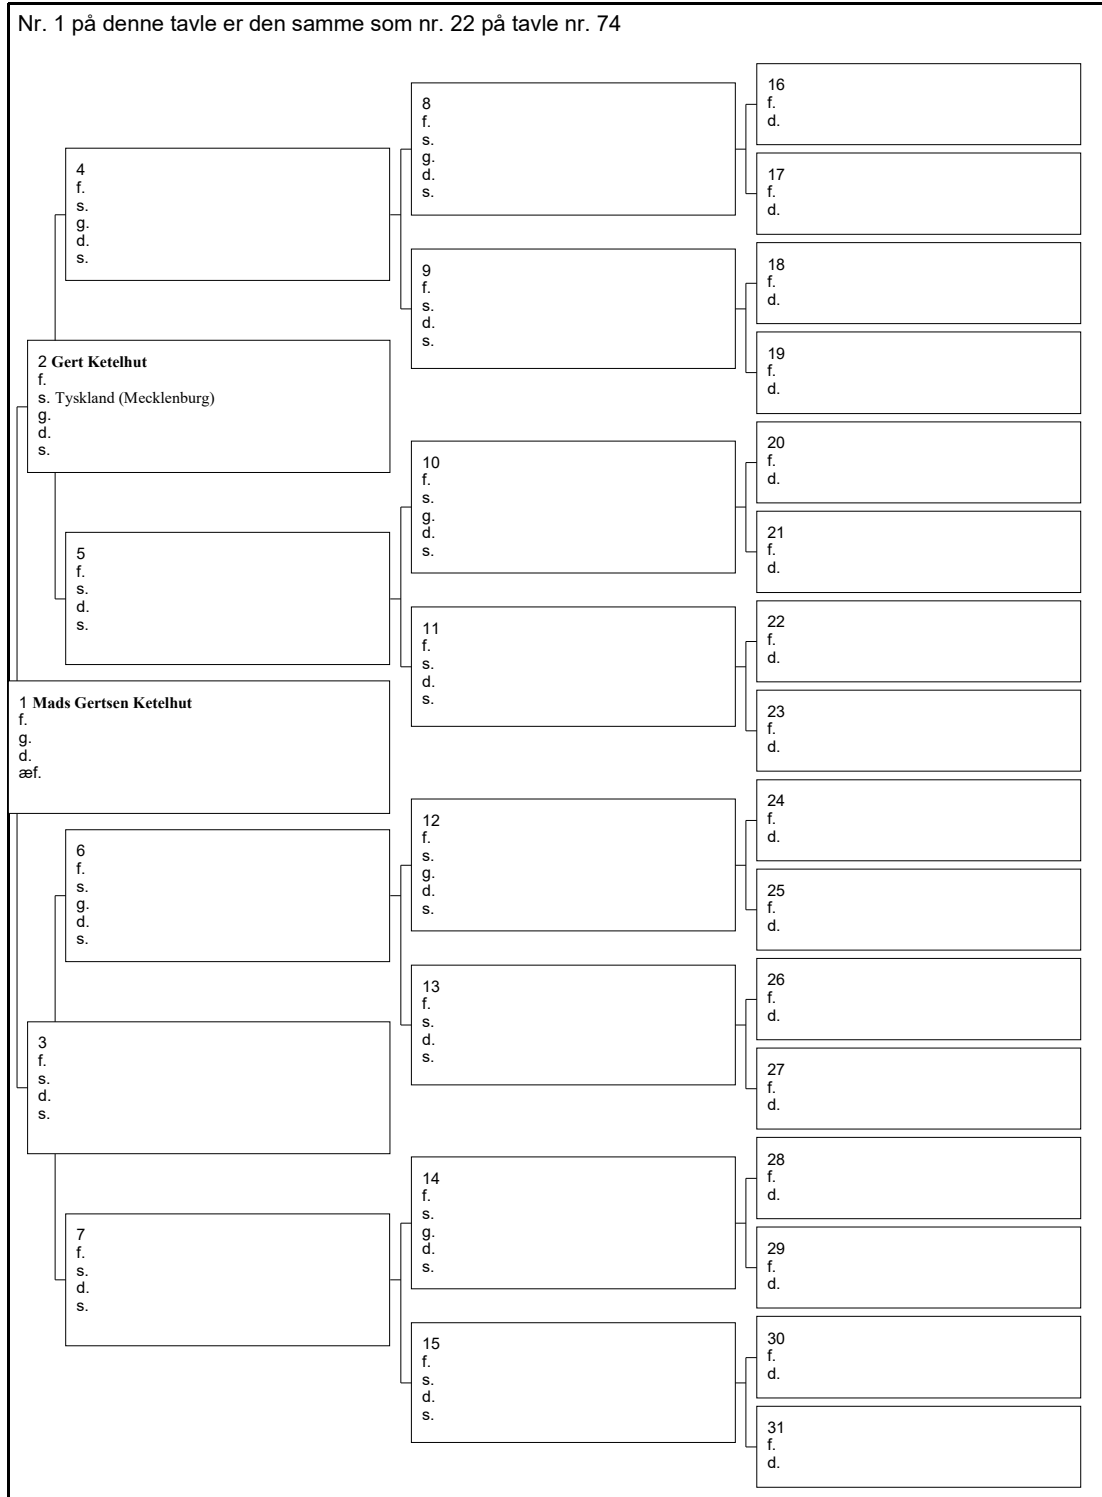 Nr. 1 på denne tavle er den samme som nr. 22 på tavle nr. 74
4
f.
s.
g.
d.
s.
2 Gert Ketelhut
f.
s. Tyskland (Mecklenburg)
g.
d.
s.
5
f.
s.
d.
s.
1 Mads Gertsen Ketelhut
f.
g.
d.
æf.
6
f.
s.
g.
d.
s.
3
f.
s.
d.
s.
7
f.
s.
d.
s.
8
f.
s.
g.
d.
s.
9
f.
s.
d.
s.
10
f.
s.
g.
d.
s.
11
f.
s.
d.
s.
12
f.
s.
g.
d.
s.
13
f.
s.
d.
s.
14
f.
s.
g.
d.
s.
15
f.
s.
d.
s.
16
f.
d.
17
f.
d.
18
f.
d.
19
f.
d.
20
f.
d.
21
f.
d.
22
f.
d.
23
f.
d.
24
f.
d.
25
f.
d.
26
f.
d.
27
f.
d.
28
f.
d.
29
f.
d.
30
f.
d.
31
f.
d.